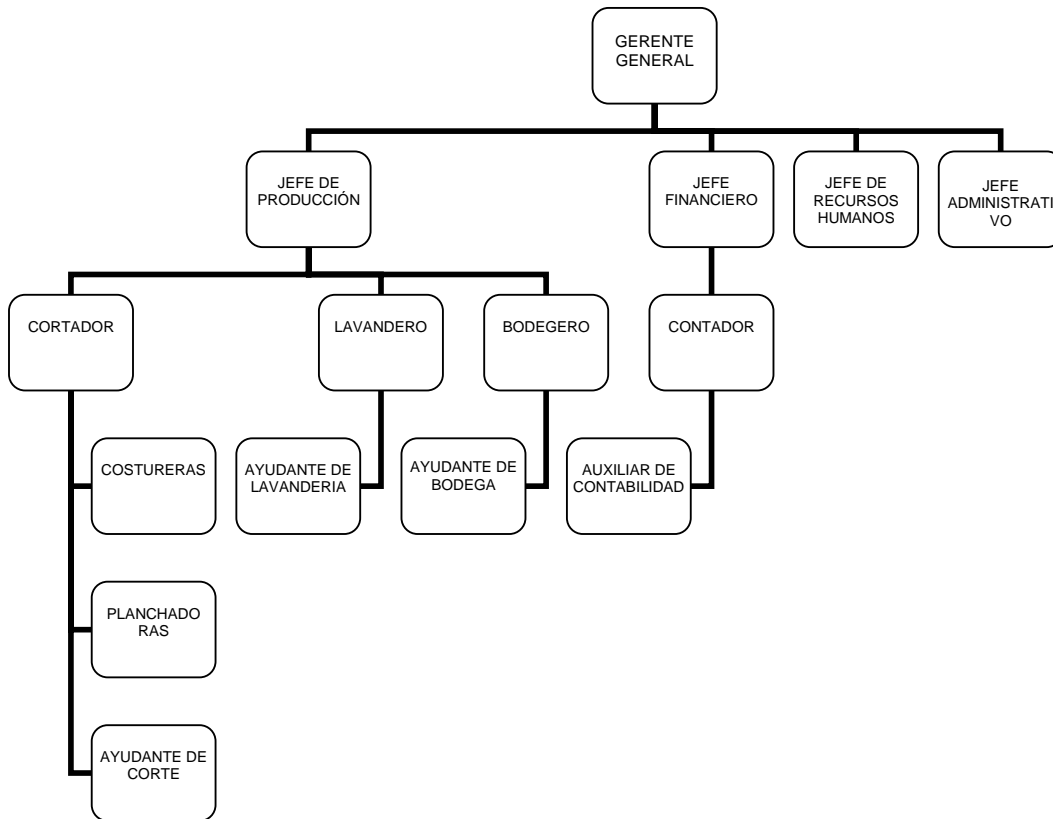 GERENTE
GENERAL
JEFE DE
PRODUCCIÓN
JEFE
FINANCIERO
JEFE DE
RECURSOS
HUMANOS
JEFE
ADMINISTRATI
VO
CORTADOR
LAVANDERO
BODEGERO
CONTADOR
COSTURERAS
AYUDANTE DE
LAVANDERIA
AYUDANTE DE
BODEGA
AUXILIAR DE
CONTABILIDAD
PLANCHADO
RAS
AYUDANTE DE
CORTE